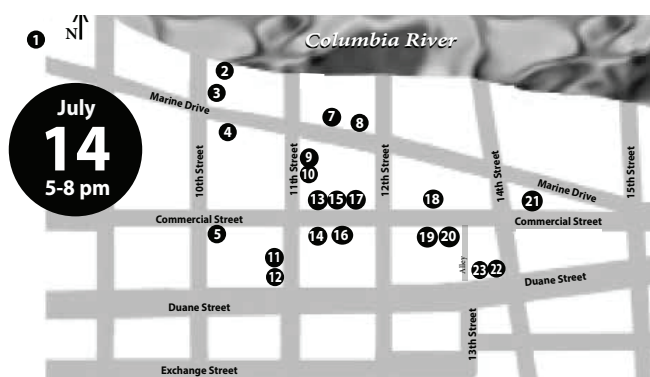 1
N
Columbia River
2
3
Marine Drive
4
7
8
July
14
5-8 pm
10th Street
11th Street
9
10
12th Street
14th Street
15th Street
13 15 17
18
Marine Drive
21
Commercial Street
Commercial Street
5
14 16
19 20
11
12
Alley
23 22
Duane Street
Duane Street
13th Street
Exchange Street